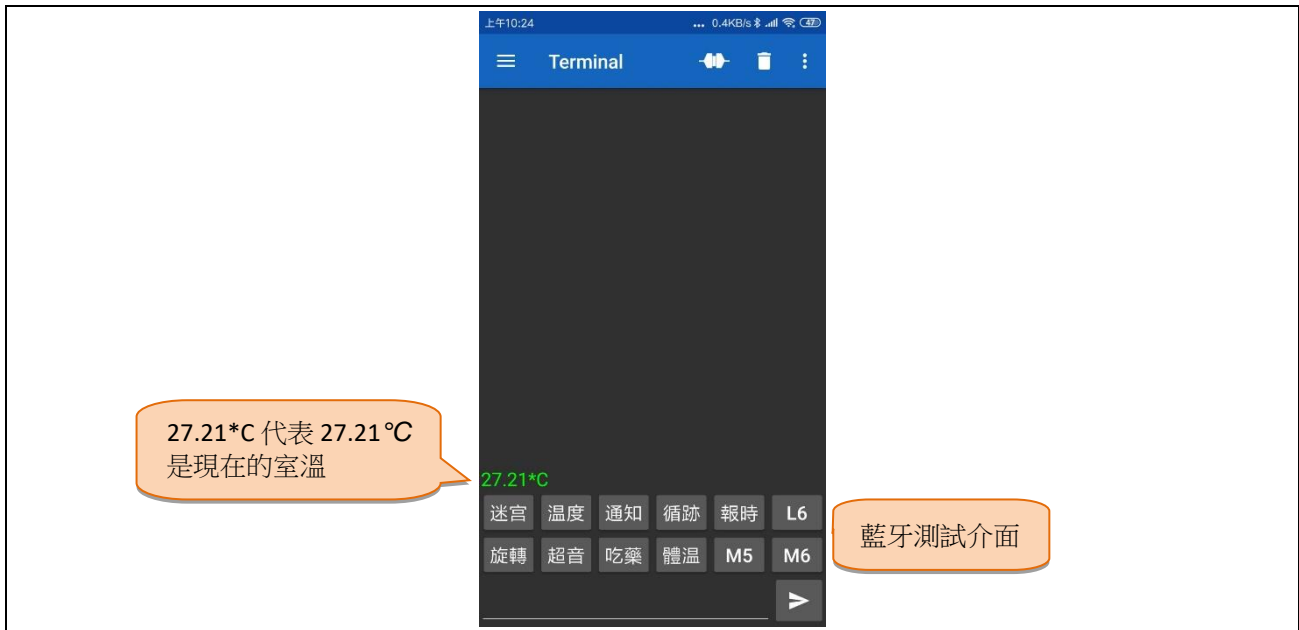 上午10:24 ... 0.4KB/s 47
Terminal
27.21*C 代表 27.21℃
是現在的室溫
27.21*C
迷宮 温度 通知 循跡 報時 L6
旋轉 超音 吃藥 體温 M5 M6
藍牙測試介面